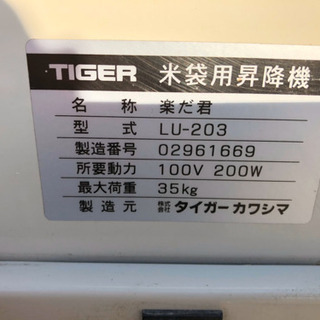 TIGER 米袋用昇降機
名称 楽だ君
型式 LU-203
製造番号 02961669
所要動力 100V 200W
最大荷重 35kg
製造元 株式会社 タイガーカワシマ